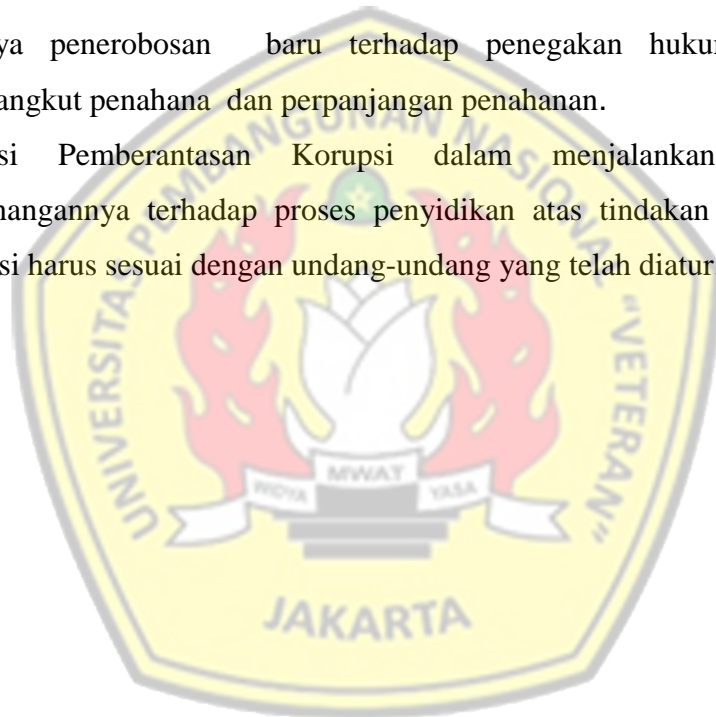 ya penerobosan baru terhadap penegakan huku
angkut penahana dan perpanjangan penahanan.
si Pemberantasan Korupsi dalam menjalankan
nangannya terhadap proses penyidikan atas tindakan
si harus sesuai dengan undang-undang yang telah diatur
UNIVERSITAS PEMBANGUNAN NASIONAL "VETERAN"
WIDYA MWAT YASA
JAKARTA